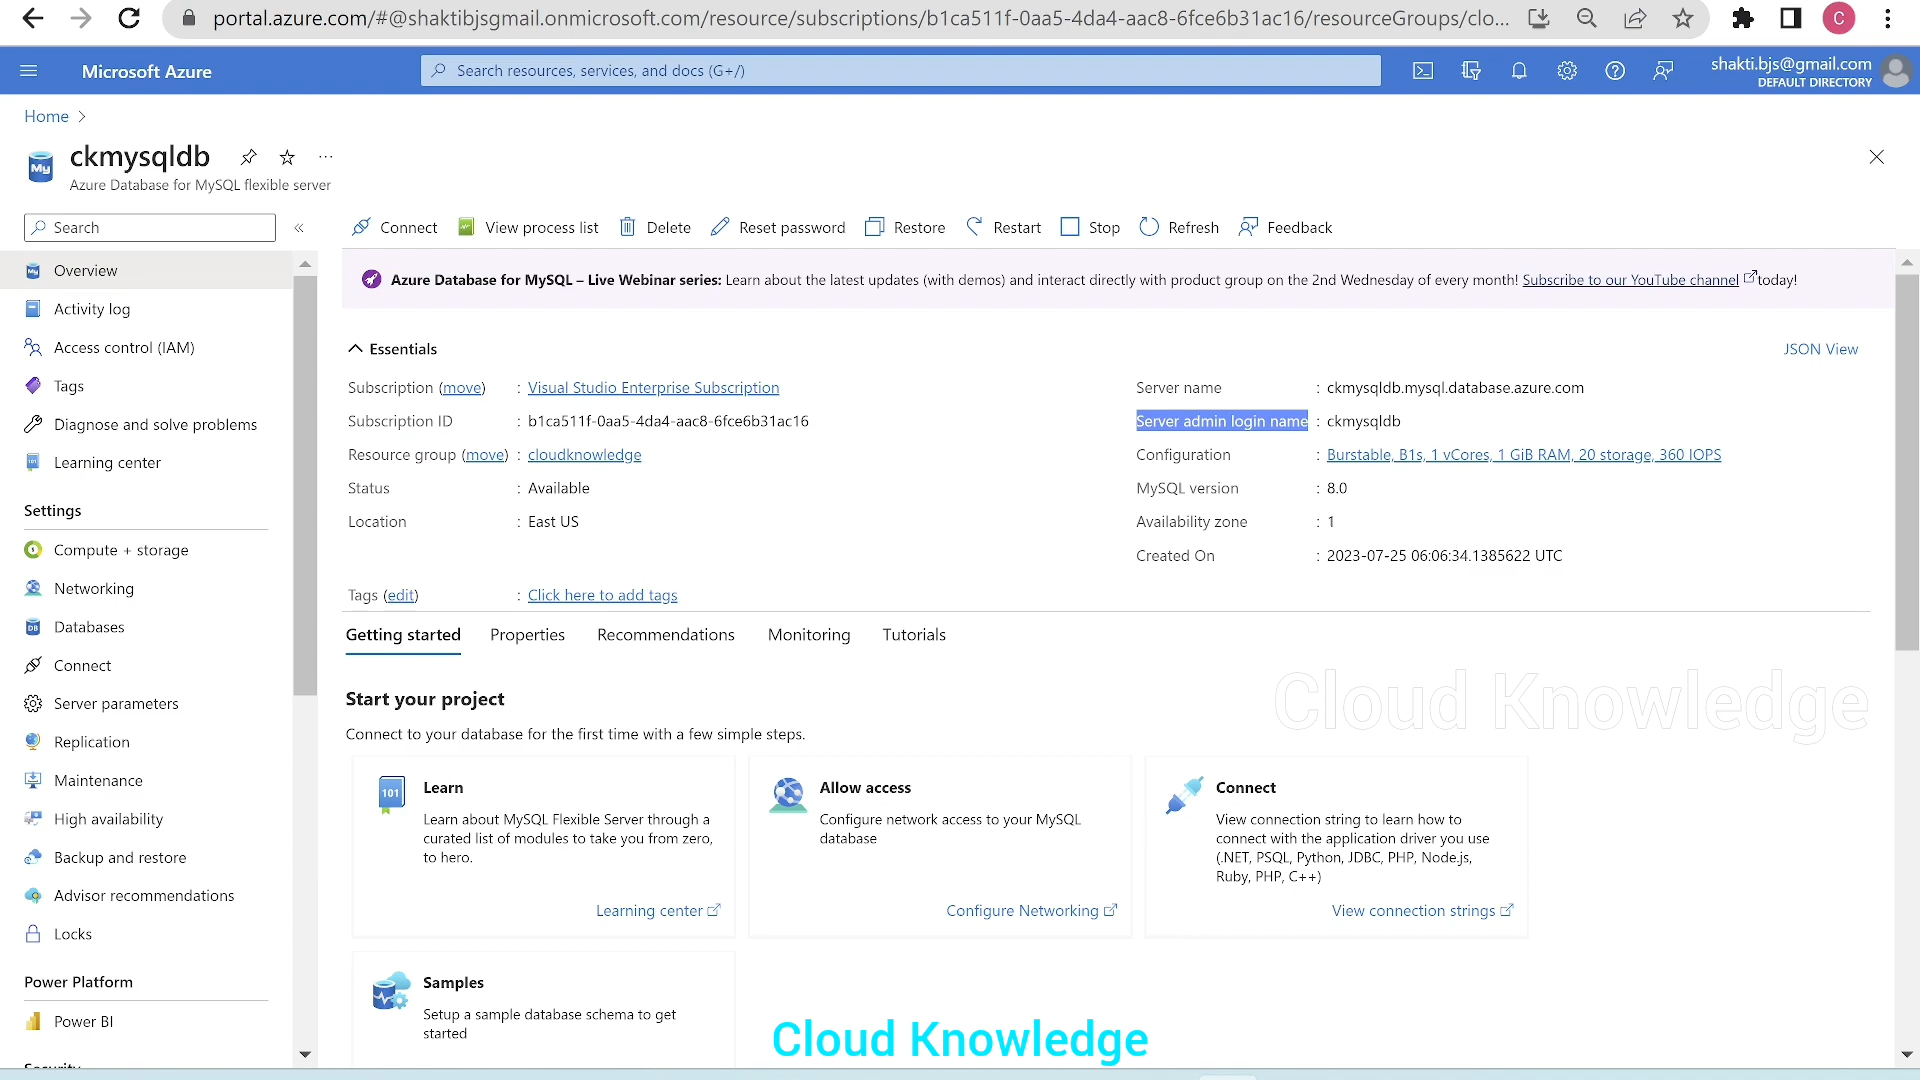 portal.azure.com/#@shaktibjsgmail.onmicrosoft.com/resource/subscriptions/b1ca511f-0aa5-4da4-aac8-6fce6b31ac16/resourceGroups/clo...
C
Microsoft Azure
Search resources, services, and docs (G+/)
shakti.bjs@gmail.com
DEFAULT DIRECTORY
Home
My
ckmysqldb
Azure Database for MySQL flexible server
Search
Connect
View process list
Delete
Reset password
Restore
Restart
Stop
Refresh
Feedback
Overview
Activity log
Access control (IAM)
Tags
Diagnose and solve problems
Learning center
Settings
Compute + storage
Networking
Databases
Connect
Server parameters
Replication
Maintenance
High availability
Backup and restore
Advisor recommendations
Locks
Power Platform
Power BI
Security
Azure Database for MySQL – Live Webinar series: Learn about the latest updates (with demos) and interact directly with product group on the 2nd Wednesday of every month! Subscribe to our YouTube channel today!
Essentials
JSON View
Subscription (move) : Visual Studio Enterprise Subscription
Subscription ID : b1ca511f-0aa5-4da4-aac8-6fce6b31ac16
Resource group (move) : cloudknowledge
Status : Available
Location : East US
Server name : ckmysqldb.mysql.database.azure.com
Server admin login name : ckmysqldb
Configuration : Burstable, B1s, 1 vCores, 1 GiB RAM, 20 storage, 360 IOPS
MySQL version : 8.0
Availability zone : 1
Created On : 2023-07-25 06:06:34.1385622 UTC
Tags (edit) : Click here to add tags
Getting started
Properties
Recommendations
Monitoring
Tutorials
Start your project
Connect to your database for the first time with a few simple steps.
Cloud Knowledge
101
Learn
Learn about MySQL Flexible Server through a
curated list of modules to take you from zero,
to hero.
Learning center
Allow access
Configure network access to your MySQL
database
Configure Networking
Connect
View connection string to learn how to
connect with the application driver you use
(.NET, PSQL, Python, JDBC, PHP, Node.js,
Ruby, PHP, C++)
View connection strings
Samples
Setup a sample database schema to get
started
Cloud Knowledge